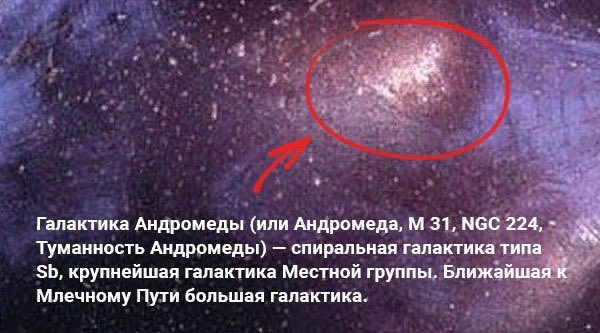 Галактика Андромеды (или Андромеда, М 31, NGC 224,
Туманность Андромеды) — спиральная галактика типа
Sb, крупнейшая галактика Местной группы. Ближайшая к
Млечному Пути большая галактика.